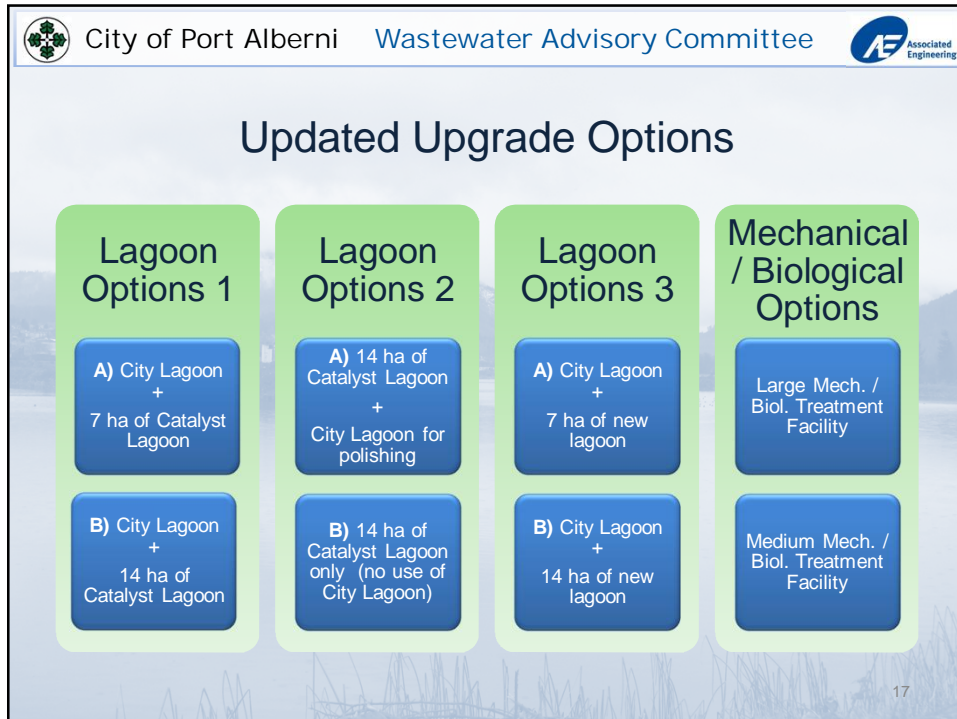 City of Port Alberni Wastewater Advisory Committee
AE Associated
Engineering
Updated Upgrade Options
Lagoon
Options 1
A) City Lagoon
+
7 ha of Catalyst
Lagoon
B) City Lagoon
+
14 ha of
Catalyst Lagoon
Lagoon
Options 2
A) 14 ha of
Catalyst Lagoon
+
City Lagoon for
polishing
B) 14 ha of
Catalyst Lagoon
only (no use of
City Lagoon)
Lagoon
Options 3
A) City Lagoon
+
7 ha of new
lagoon
B) City Lagoon
+
14 ha of new
lagoon
Mechanical
/ Biological
Options
Large Mech. /
Biol. Treatment
Facility
Medium Mech. /
Biol. Treatment
Facility
17